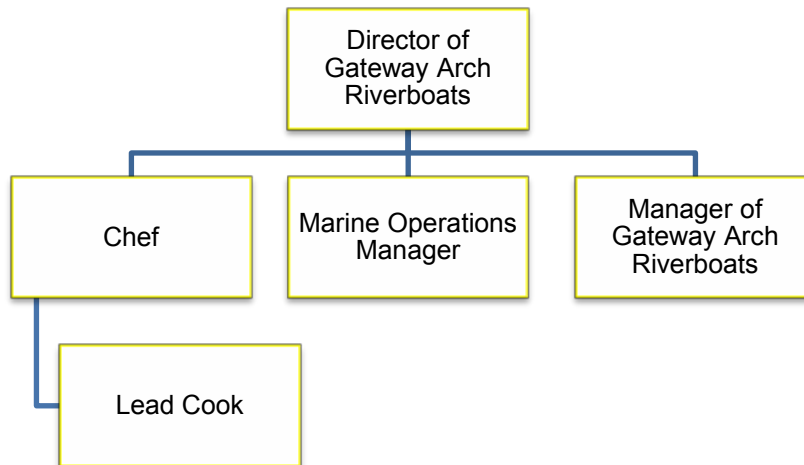 Director of
Gateway Arch
Riverboats
Chef
Marine Operations
Manager
Manager of
Gateway Arch
Riverboats
Lead Cook